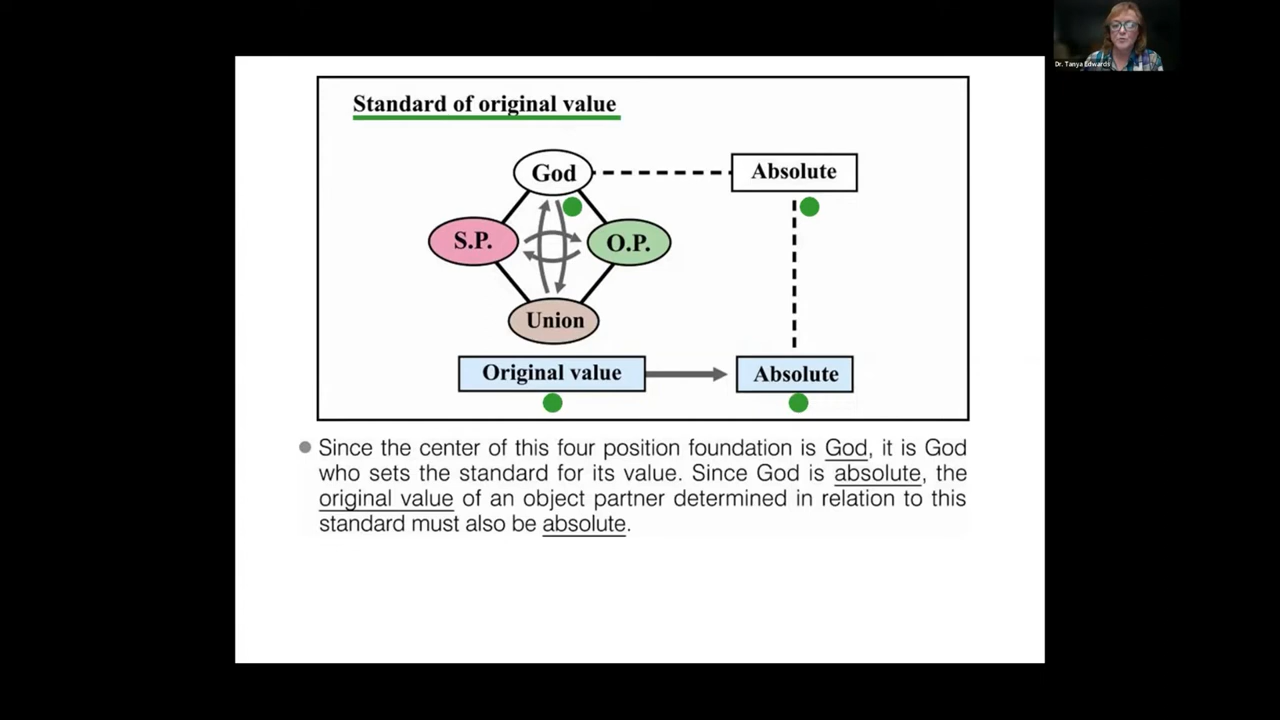 Dr. Tanya Edwards
Standard of original value
God
Absolute
S.P.
O.P.
Union
Original value
Absolute
Since the center of this four position foundation is God, it is God
who sets the standard for its value. Since God is absolute, the
original value of an object partner determined in relation to this
standard must also be absolute.